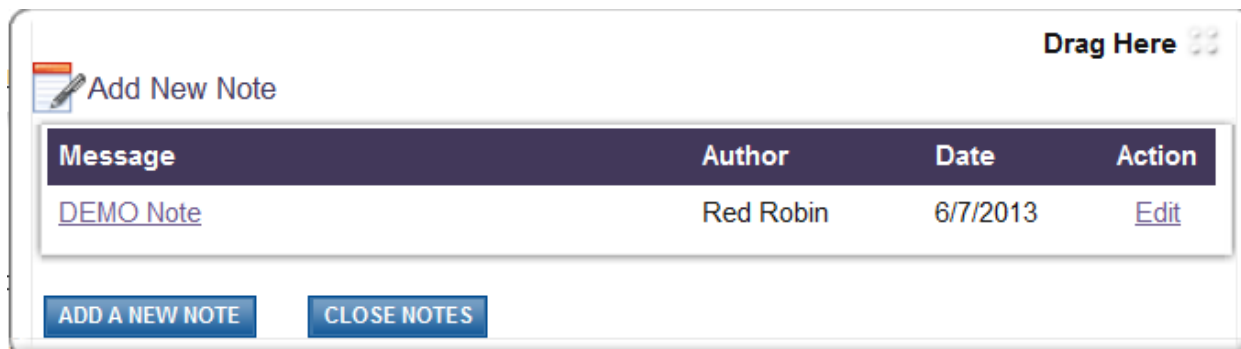 Drag Here
Add New Note
Message Author Date Action
DEMO Note Red Robin 6/7/2013 Edit
ADD A NEW NOTE CLOSE NOTES